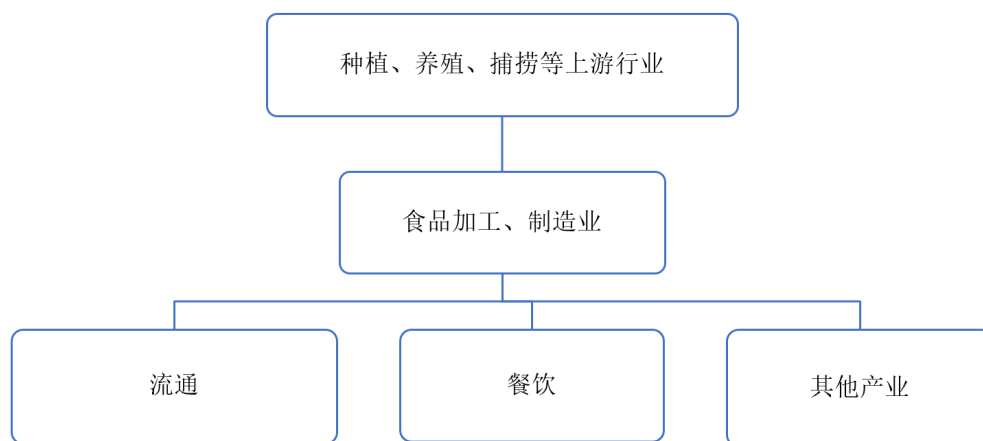 种植、养殖、捕捞等上游行业
食品加工、制造业
流通
餐饮
其他产业